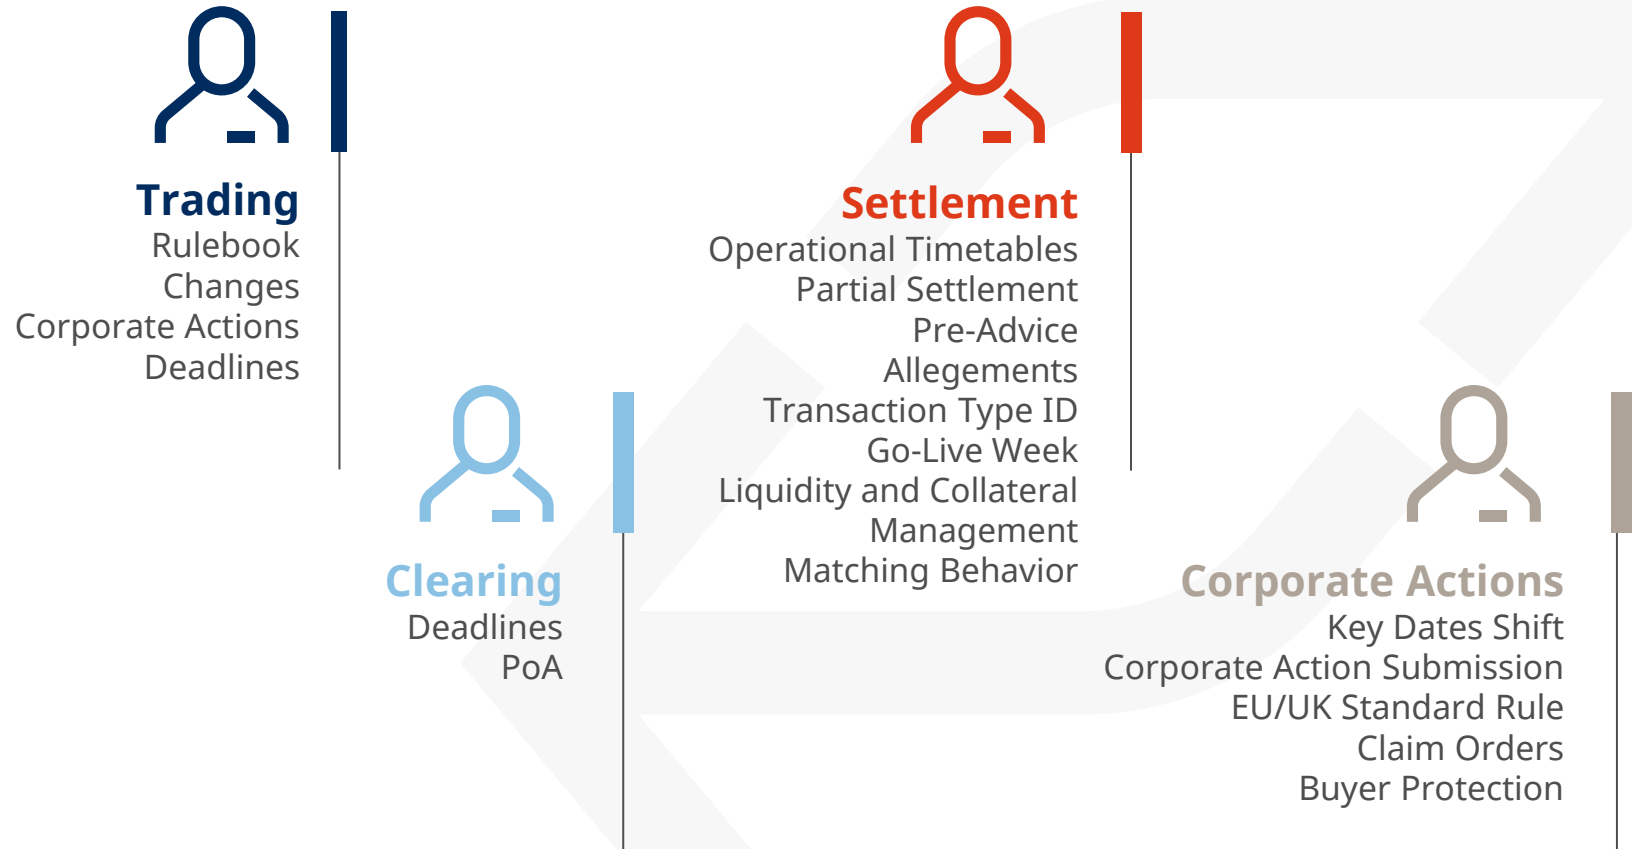 Trading
Rulebook
Changes
Corporate Actions
Deadlines
Clearing
Deadlines
PoA
Settlement
Operational Timetables
Partial Settlement
Pre-Advice
Allegements
Transaction Type ID
Go-Live Week
Liquidity and Collateral
Management
Matching Behavior
Corporate Actions
Key Dates Shift
Corporate Action Submission
EU/UK Standard Rule
Claim Orders
Buyer Protection